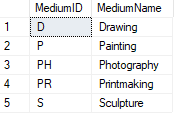 MediumID MediumName
1 D Drawing
2 P Painting
3 PH Photography
4 PR Printmaking
5 S Sculpture